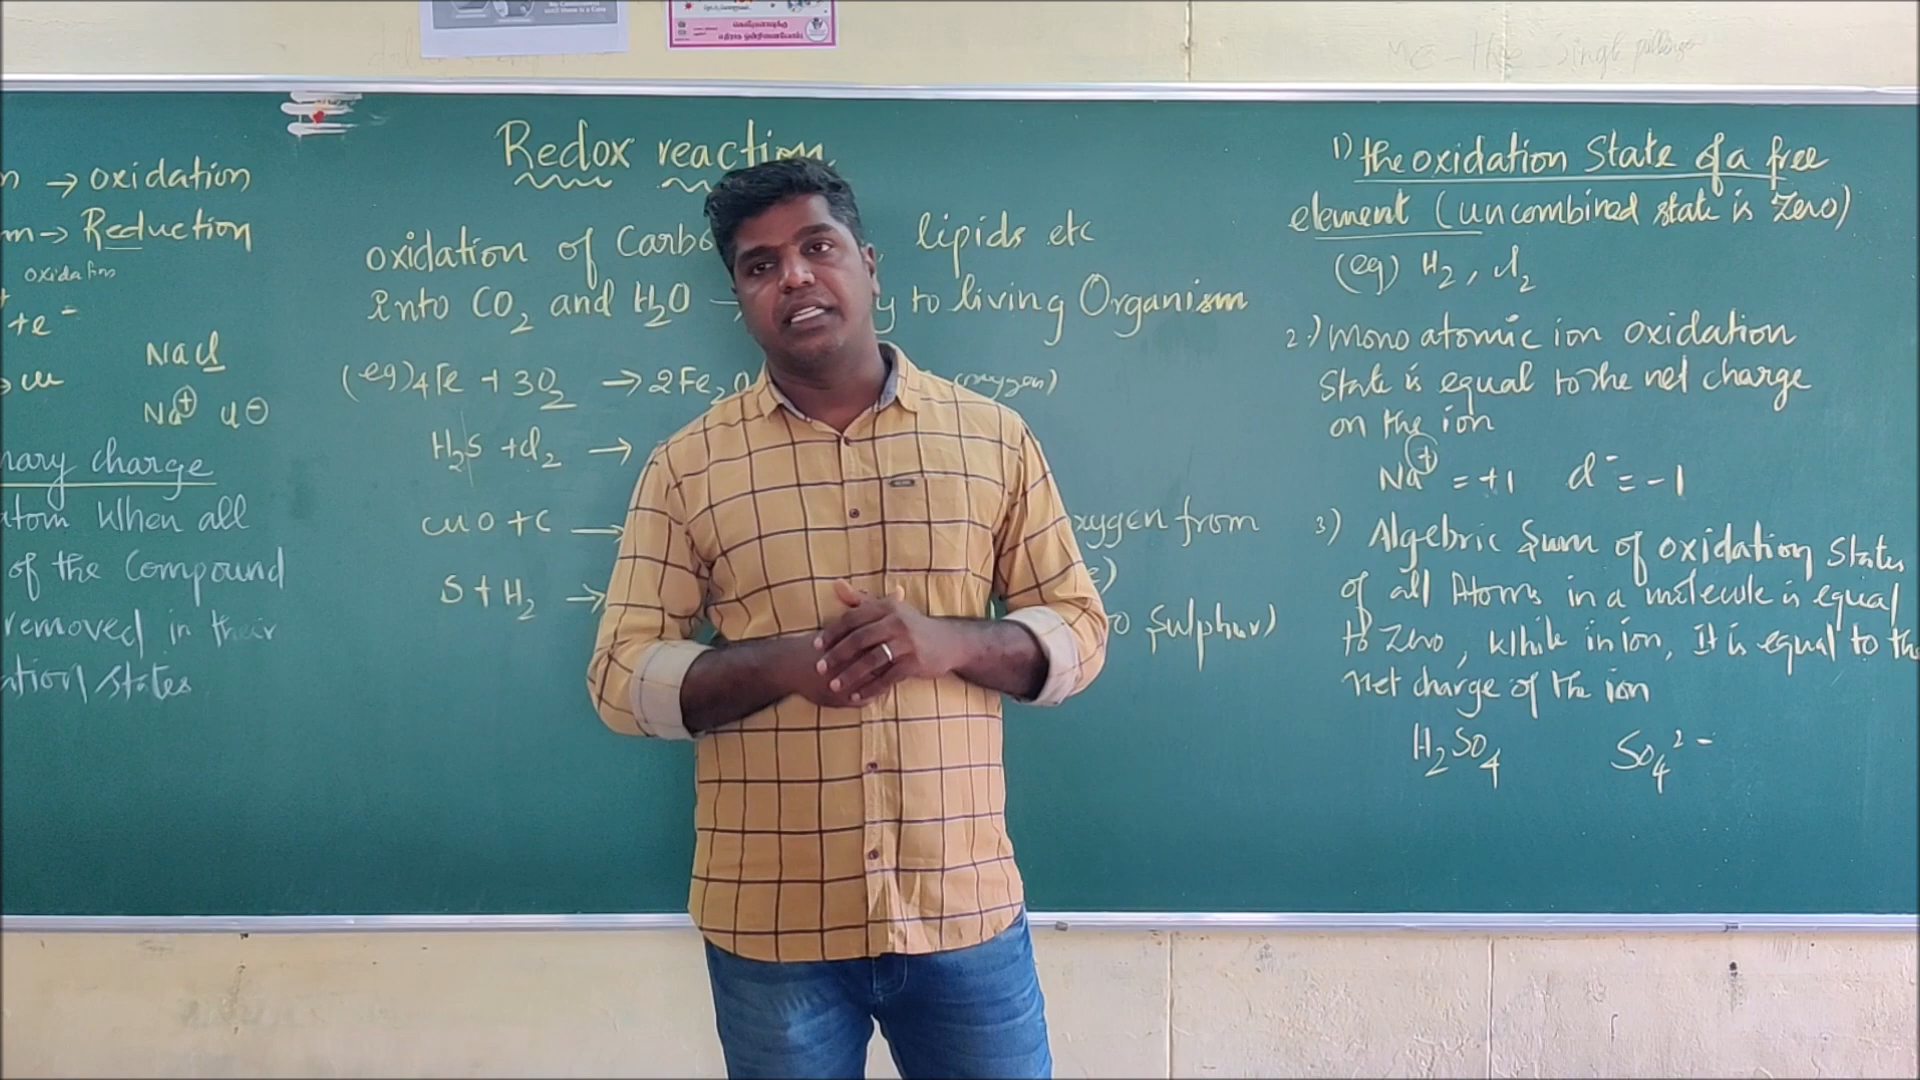 Redox reaction
→ oxidation
→ Reduction
oxidation
+e⁻
NaCl
Na⁺ Cl⁻
charge
atom When all
of the Compound
removed in their
States
oxidation of lipids etc
into CO₂ and H₂O → to living Organism
(eg) 4Fe + 3O₂ → 2Fe₂O
H₂S + Cl₂ →
CuO + C →
from
S + H₂ →
Sulphur)
1) the oxidation State of a free
element (uncombined state is Zero)
(eg) H₂, Cl₂
2.) Mono atomic ion oxidation
State is equal to the net charge
on the ion
Na⁺ = +1 Cl⁻ = -1
3) Algebric Sum of oxidation States
of all Atoms in a molecule is equal
to Zero, While in ion, It is equal to the
net charge of the ion
H₂SO₄ SO₄²⁻